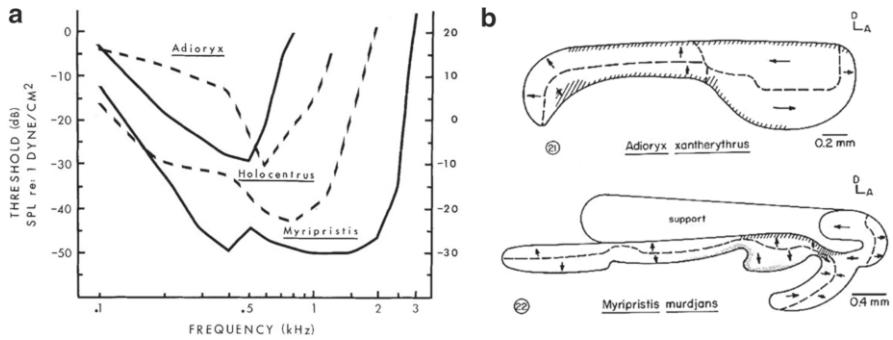 a
THRESHOLD (dB)
SPL re: 1 DYNE/CM2
0
-10
-20
-30
-40
-50
Adioryx
Holocentrus
Myripristis
20
10
0
-10
-20
-30
.1
.5
1
2
3
FREQUENCY (kHz)
b
D
A
21
Adioryx xantherythrus
0.2 mm
D
A
support
22
Myripristis murdjans
0.4 mm